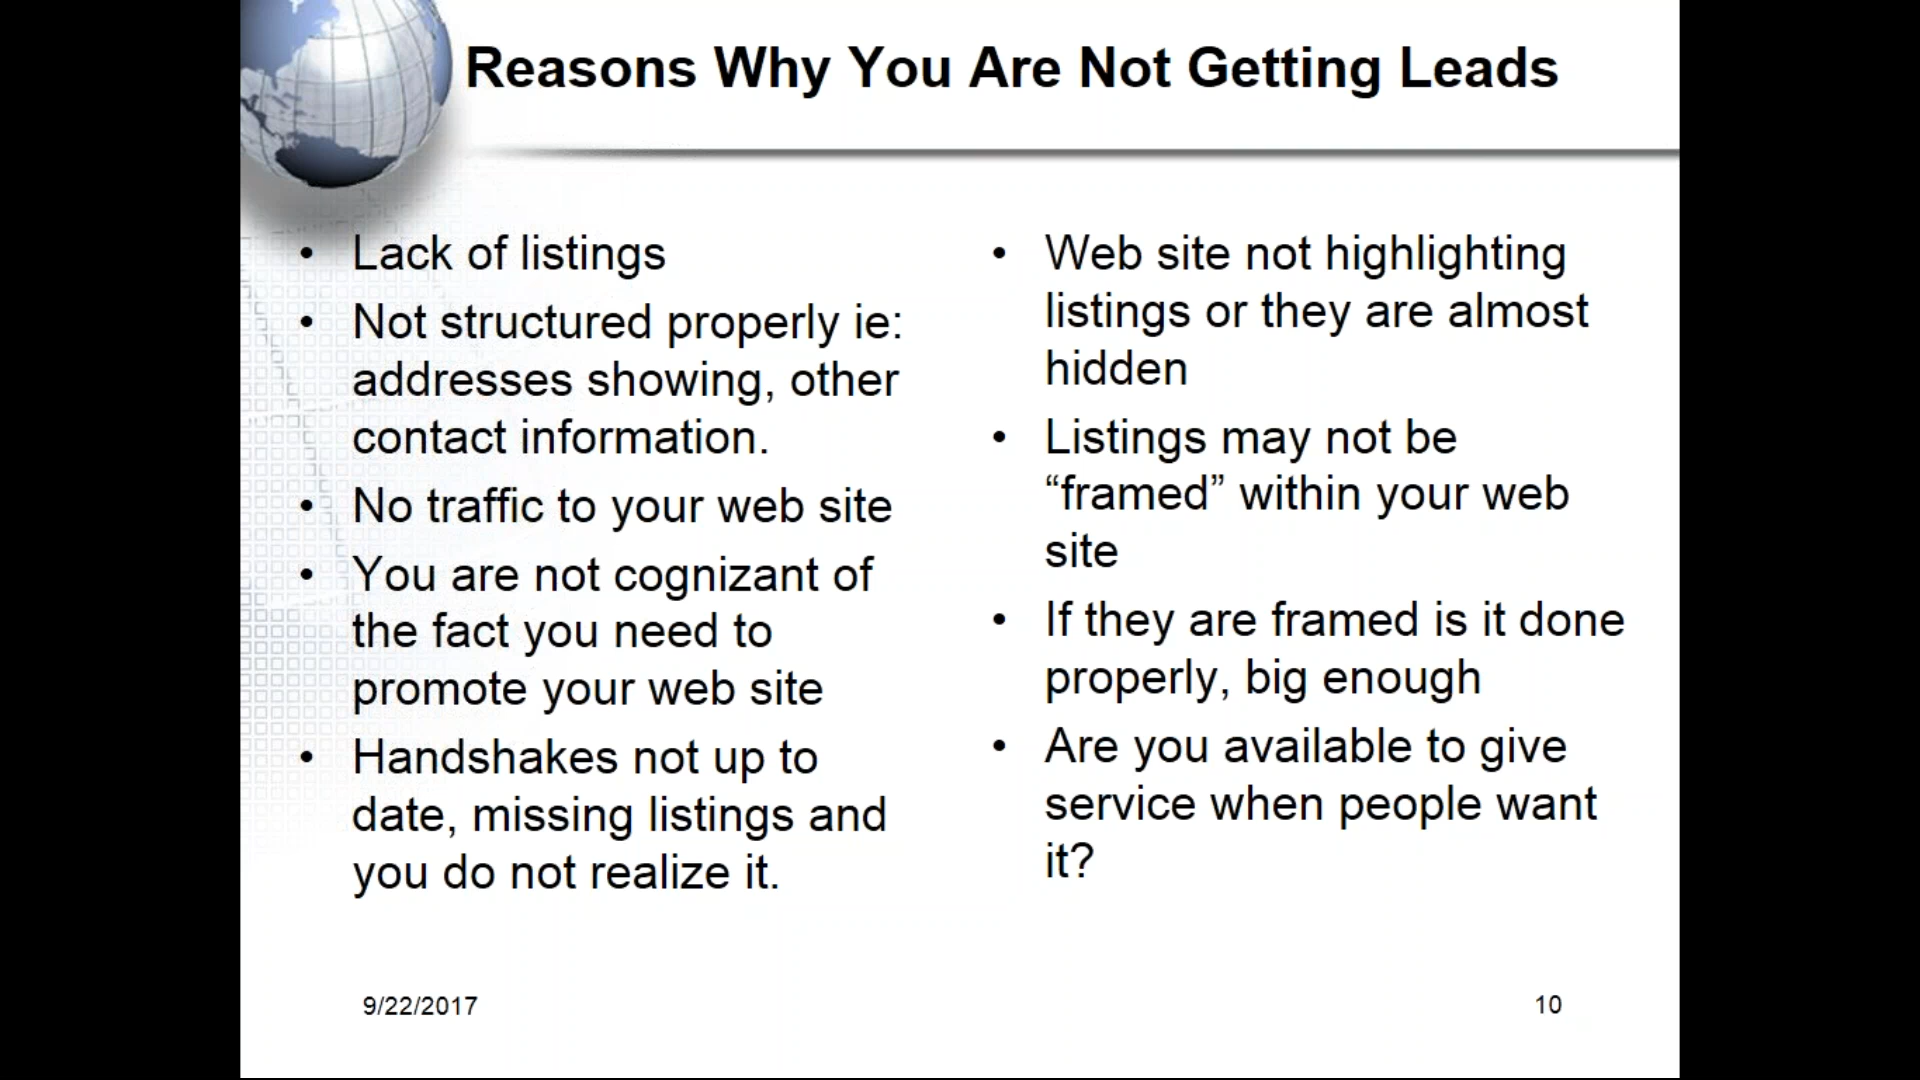 Reasons Why You Are Not Getting Leads
• Lack of listings
• Not structured properly ie:
addresses showing, other
contact information.
• No traffic to your web site
• You are not cognizant of
the fact you need to
promote your web site
• Handshakes not up to
date, missing listings and
you do not realize it.
• Web site not highlighting
listings or they are almost
hidden
• Listings may not be
“framed” within your web
site
• If they are framed is it done
properly, big enough
• Are you available to give
service when people want
it?
9/22/2017
10